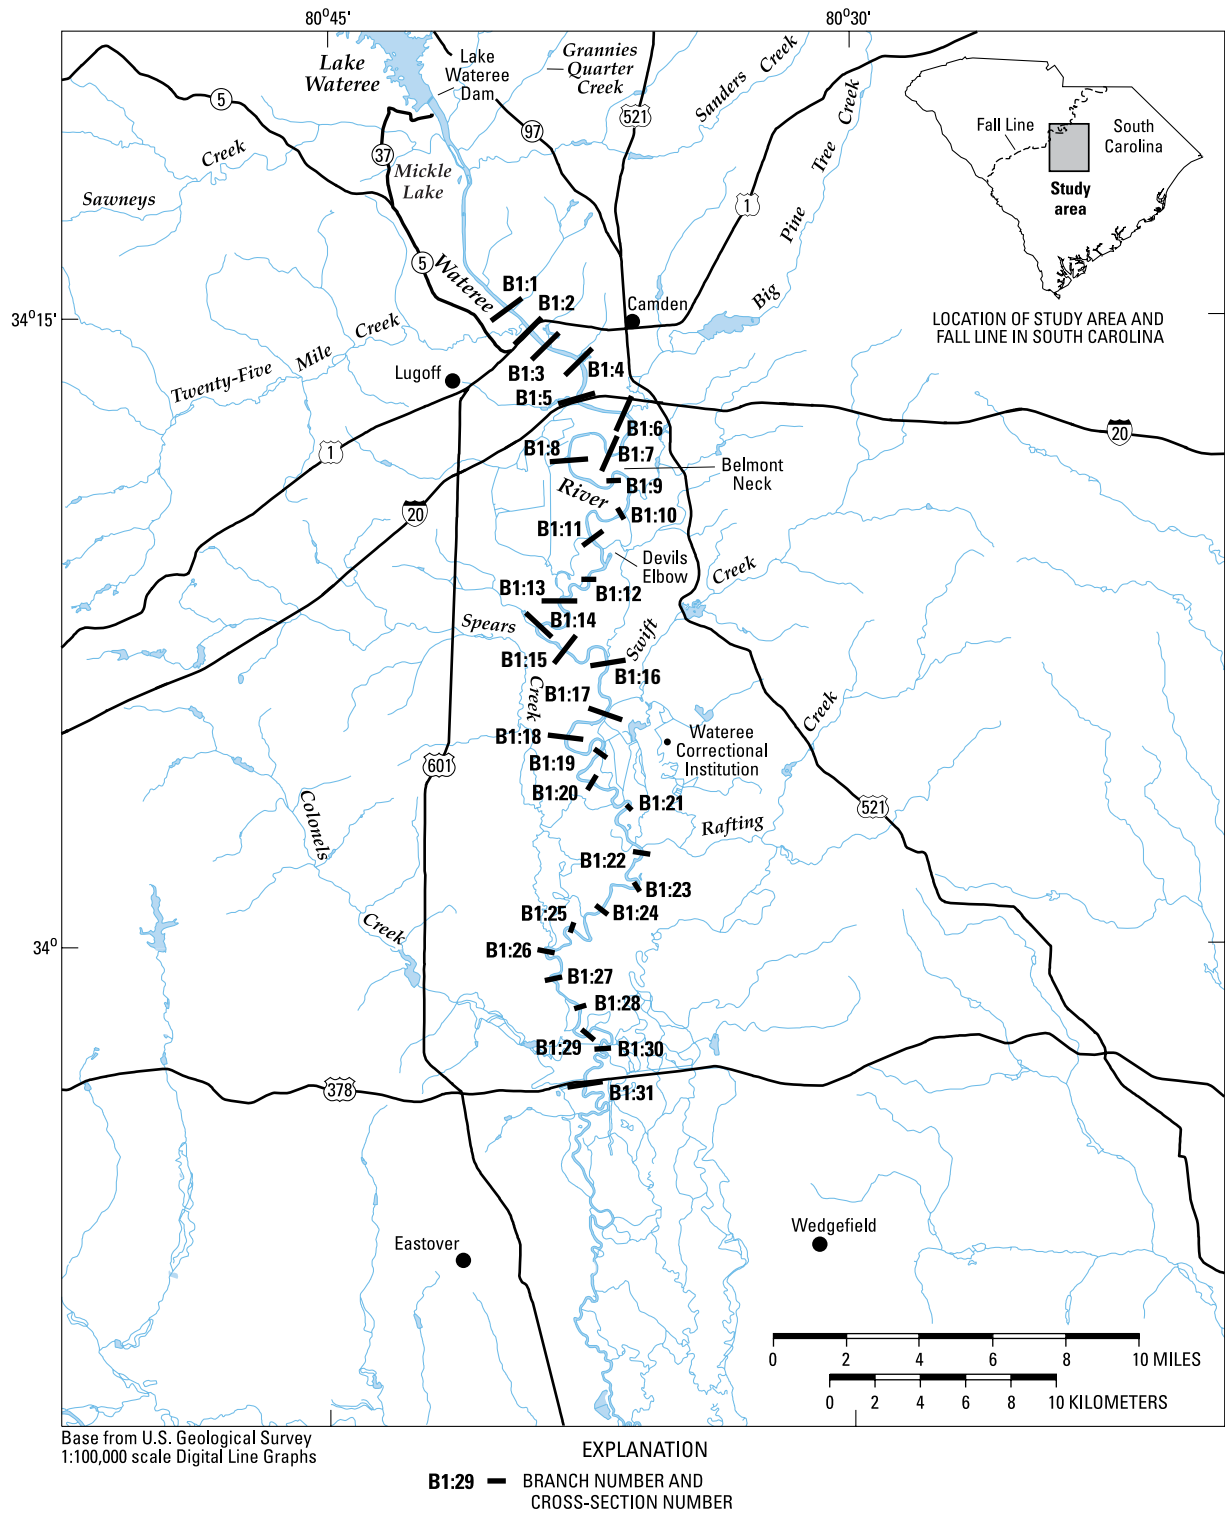 80°45'
80°30'
Lake
Wateree
Lake
Wateree
Dam
Grannies
Quarter
Creek
Sanders Creek
Big Pine Tree Creek
5
97
521
37
Mickle
Lake
Sawneys Creek
1
5
Fall Line
South
Carolina
Study
area
LOCATION OF STUDY AREA AND
FALL LINE IN SOUTH CAROLINA
34°15'
Wateree River
B1:1
B1:2
Camden
Twenty-Five Mile Creek
Lugoff
B1:3
B1:4
B1:5
B1:6
20
1
B1:8
B1:7
Belmont
Neck
B1:9
20
B1:10
B1:11
Devils
Elbow
B1:12
B1:13
Swift Creek
Spears Creek
B1:14
B1:15
B1:16
B1:17
B1:18
Wateree
Correctional
Institution
B1:19
B1:20
B1:21
601
521
Rafting Creek
Colonels Creek
B1:22
B1:23
B1:24
B1:25
34°
B1:26
B1:27
B1:28
B1:29
B1:30
378
B1:31
Eastover
Wedgefield
0 2 4 6 8 10 MILES
0 2 4 6 8 10 KILOMETERS
Base from U.S. Geological Survey
1:100,000 scale Digital Line Graphs
EXPLANATION
B1:29 BRANCH NUMBER AND
CROSS-SECTION NUMBER